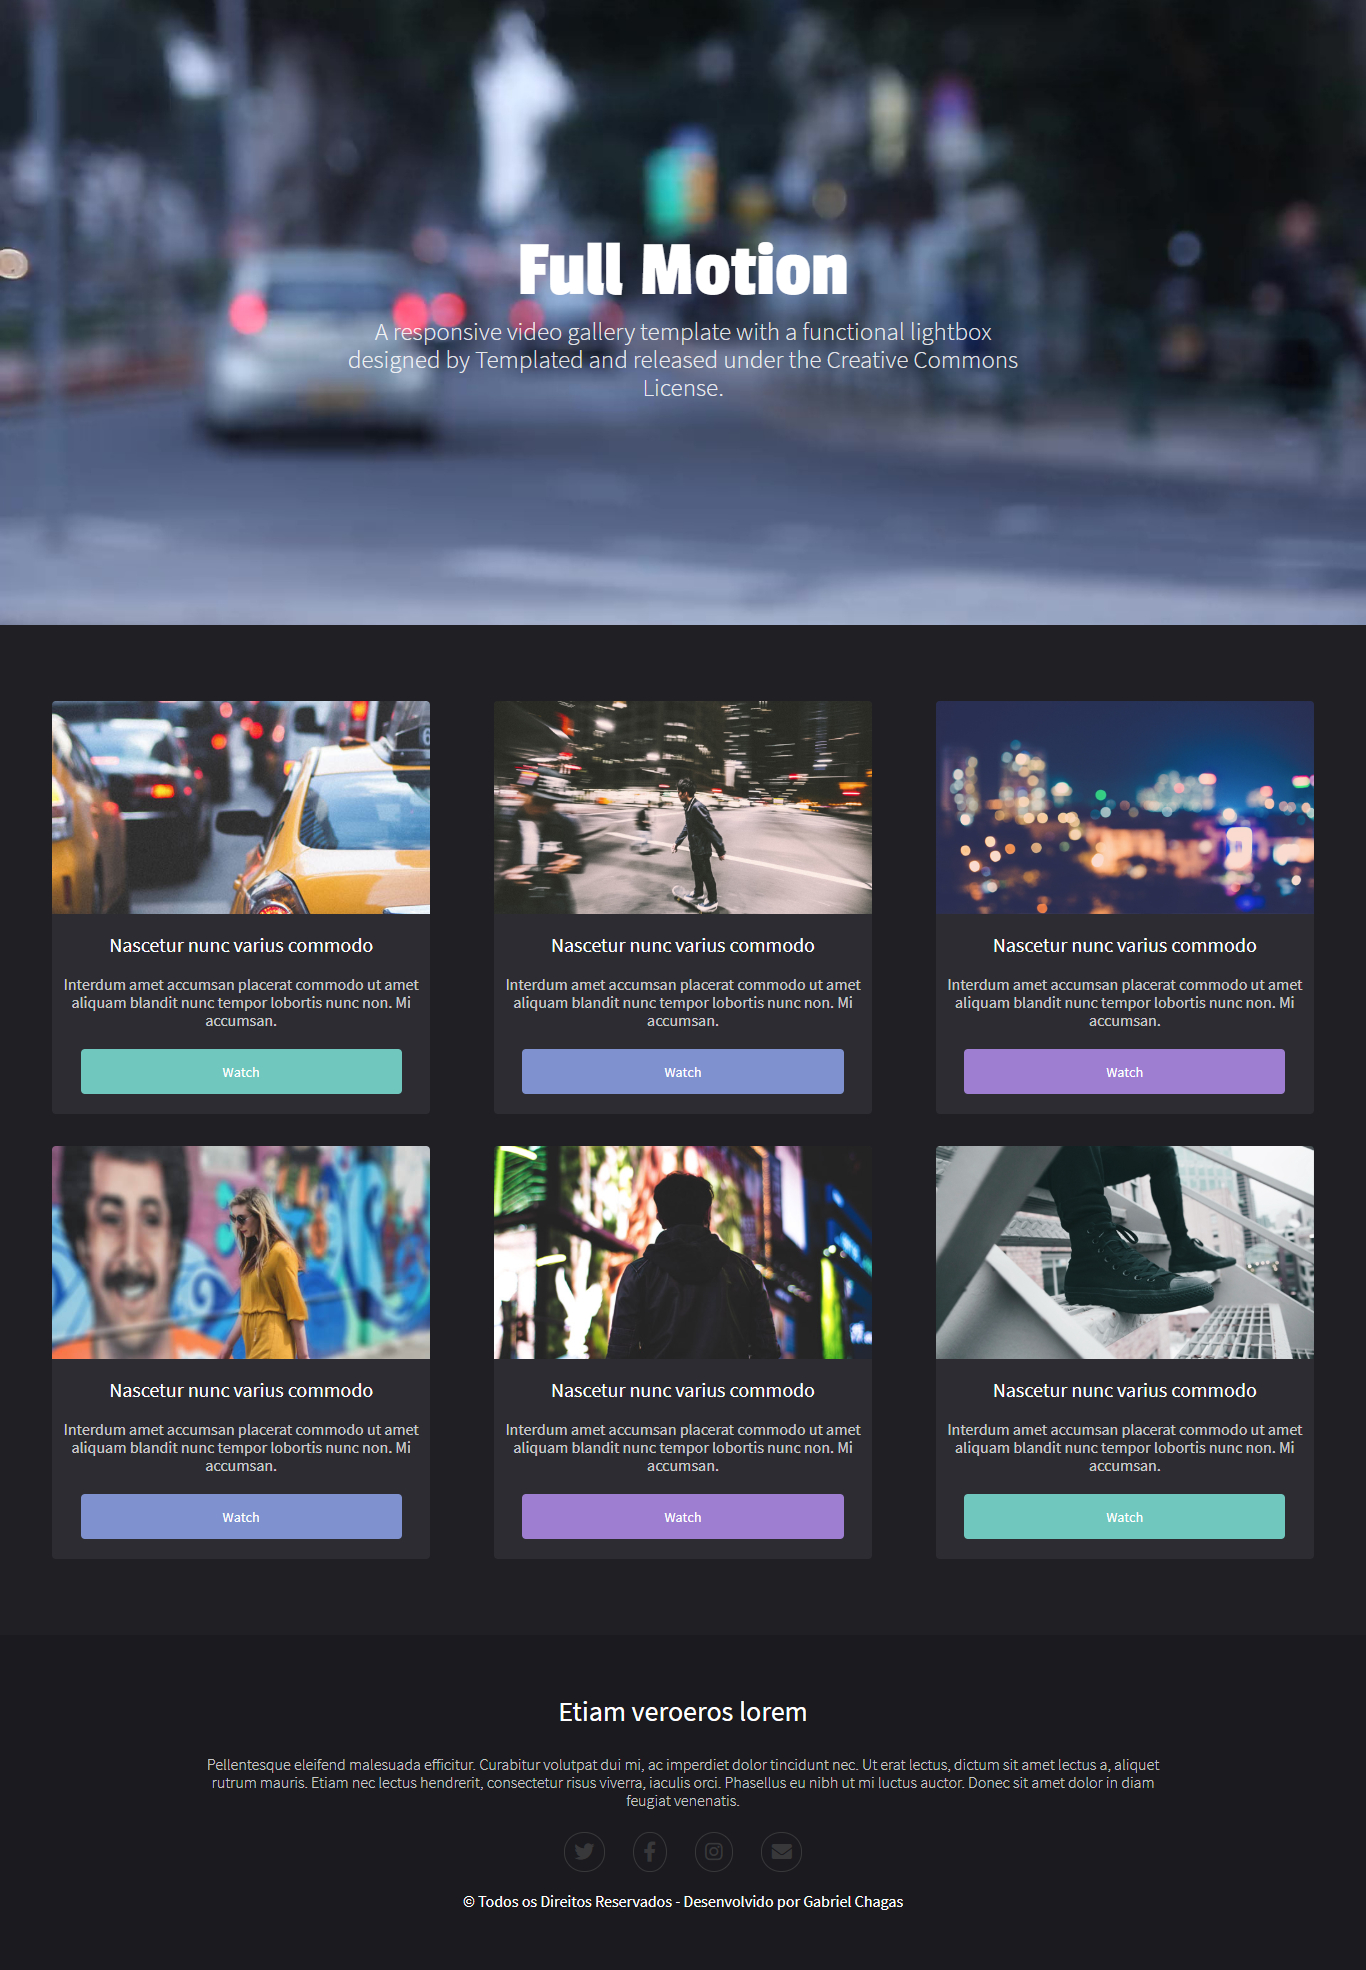 Full Motion
A responsive video gallery template with a functional lightbox
designed by Templated and released under the Creative Commons
License.
Nascetur nunc varius commodo
Interdum amet accumsan placerat commodo ut amet
aliquam blandit nunc tempor lobortis nunc non. Mi
accumsan.
Watch
Nascetur nunc varius commodo
Interdum amet accumsan placerat commodo ut amet
aliquam blandit nunc tempor lobortis nunc non. Mi
accumsan.
Watch
Nascetur nunc varius commodo
Interdum amet accumsan placerat commodo ut amet
aliquam blandit nunc tempor lobortis nunc non. Mi
accumsan.
Watch
Nascetur nunc varius commodo
Interdum amet accumsan placerat commodo ut amet
aliquam blandit nunc tempor lobortis nunc non. Mi
accumsan.
Watch
Nascetur nunc varius commodo
Interdum amet accumsan placerat commodo ut amet
aliquam blandit nunc tempor lobortis nunc non. Mi
accumsan.
Watch
Nascetur nunc varius commodo
Interdum amet accumsan placerat commodo ut amet
aliquam blandit nunc tempor lobortis nunc non. Mi
accumsan.
Watch
Etiam veroeros lorem
Pellentesque eleifend malesuada efficitur. Curabitur volutpat dui mi, ac imperdiet dolor tincidunt nec. Ut erat lectus, dictum sit amet lectus a, aliquet
rutrum mauris. Etiam nec lectus hendrerit, consectetur risus viverra, iaculis orci. Phasellus eu nibh ut mi luctus auctor. Donec sit amet dolor in diam
feugiat venenatis.
© Todos os Direitos Reservados - Desenvolvido por Gabriel Chagas